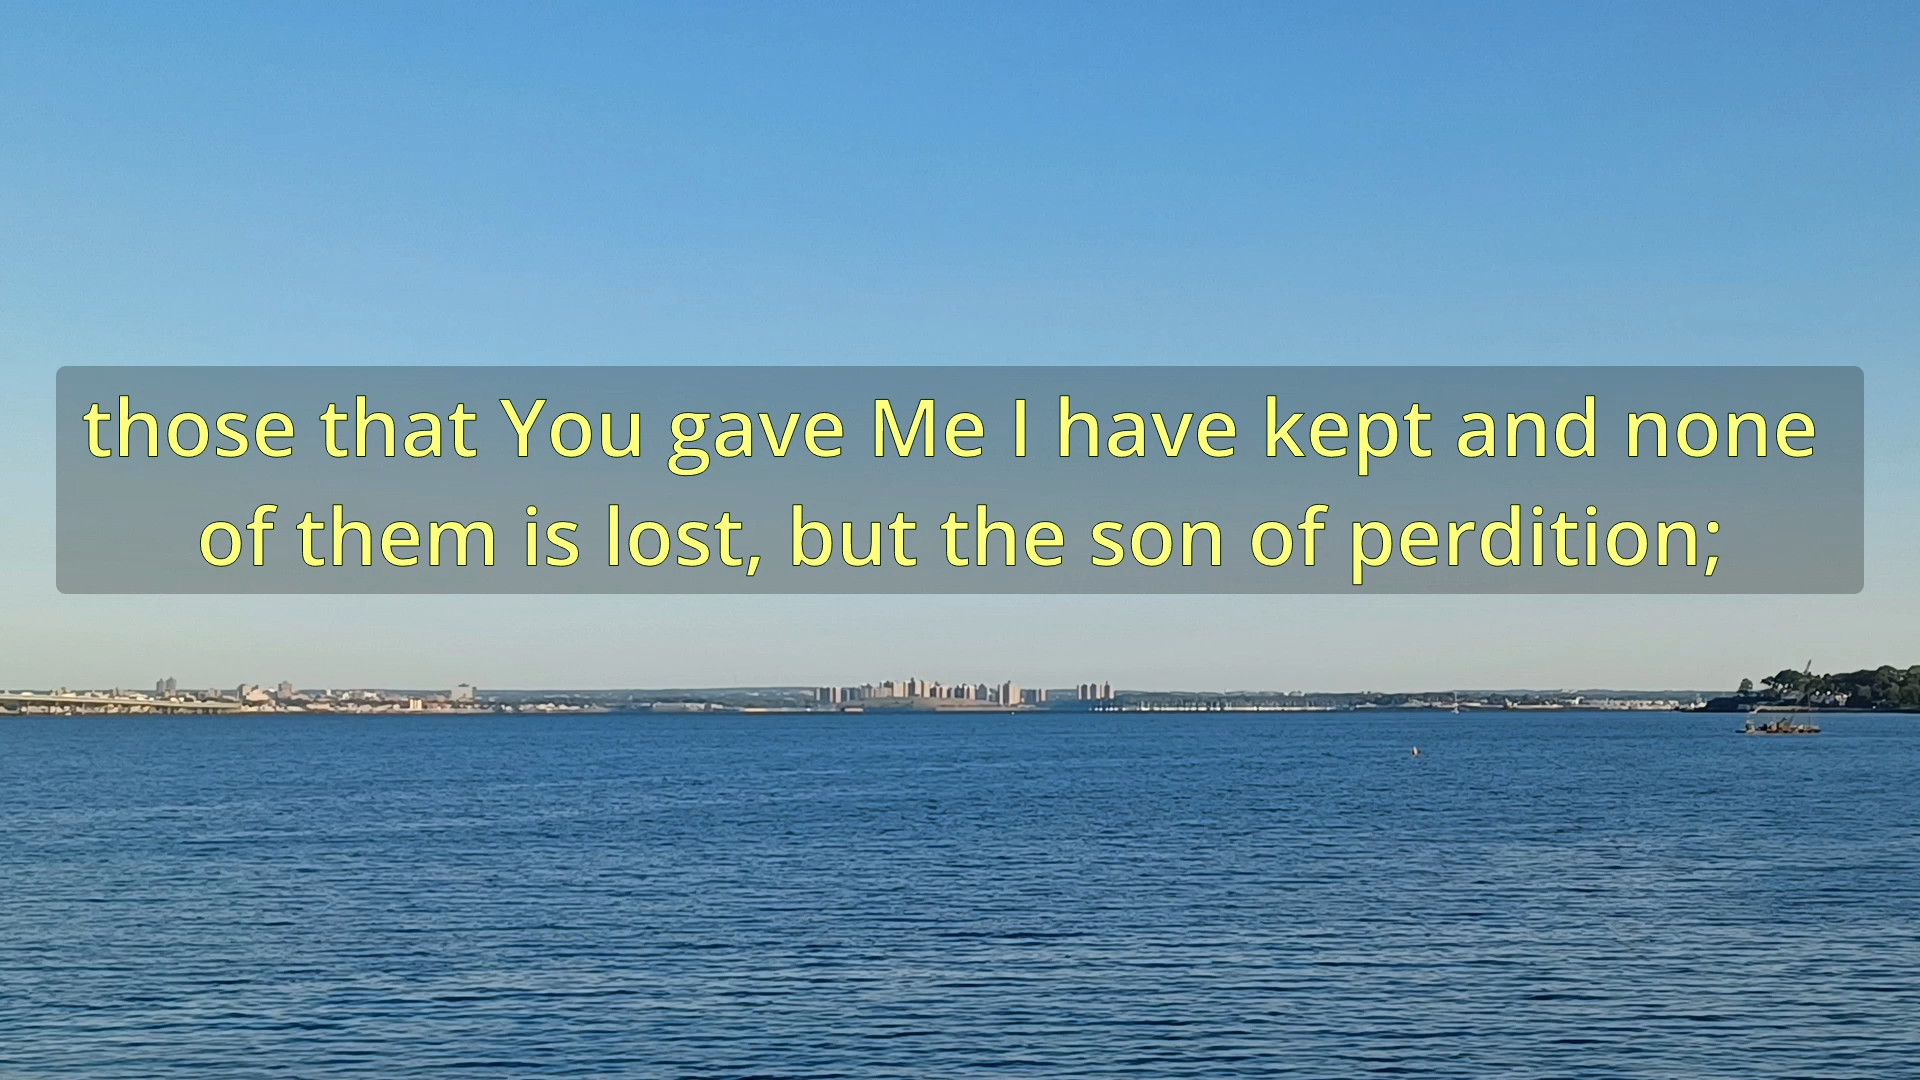 those that You gave Me I have kept and none
of them is lost, but the son of perdition;